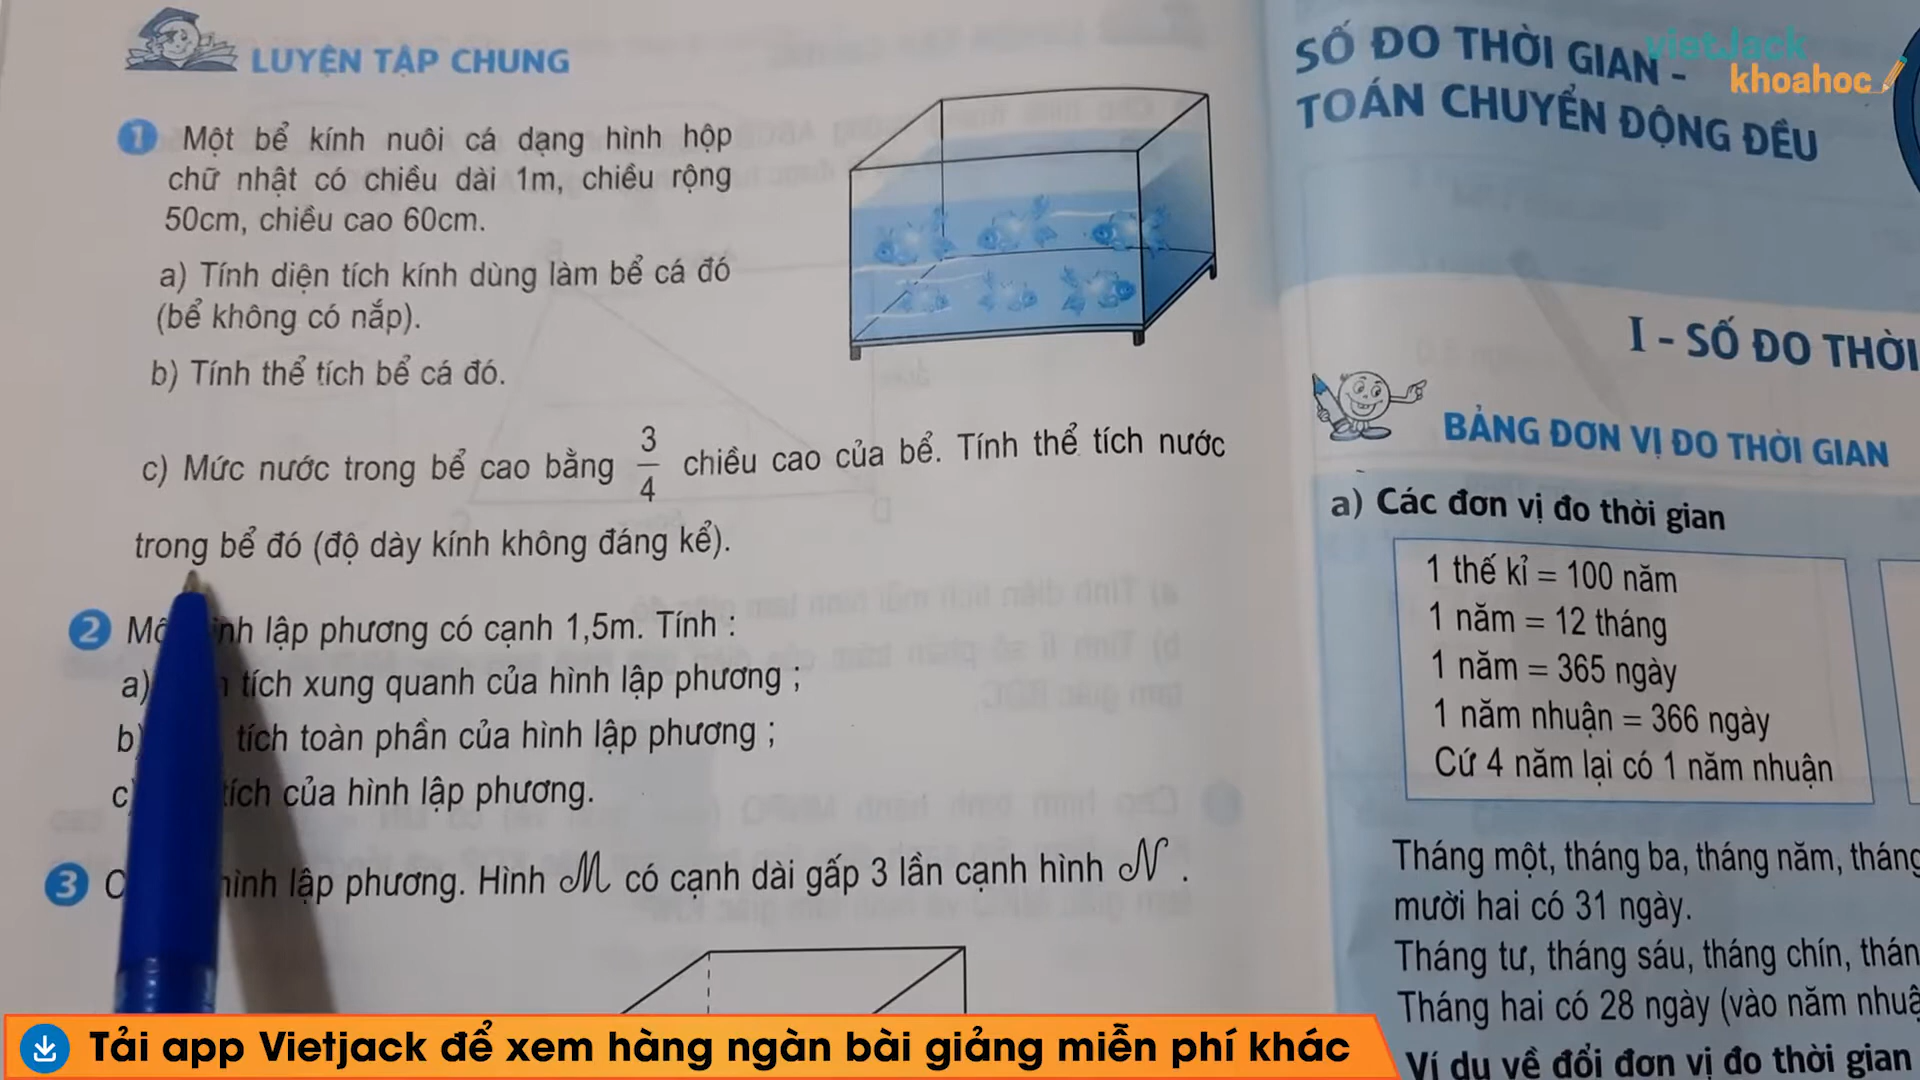 LUYỆN TẬP CHUNG
1 Một bể kính nuôi cá dạng hình hộp
chữ nhật có chiều dài 1m, chiều rộng
50cm, chiều cao 60cm.
a) Tính diện tích kính dùng làm bể cá đó
(bể không có nắp).
b) Tính thể tích bể cá đó.
c) Mức nước trong bể cao bằng 3/4 chiều cao của bể. Tính thể tích nước
trong bể đó (độ dày kính không đáng kể).
2 lập phương có cạnh 1,5m. Tính :
a) tích xung quanh của hình lập phương ;
b) tích toàn phần của hình lập phương ;
c) tích của hình lập phương.
3 hình lập phương. Hình M có cạnh dài gấp 3 lần cạnh hình N .
vietJack
khoahoc
SỐ ĐO THỜI GIAN -
TOÁN CHUYỂN ĐỘNG ĐỀU
I - SỐ ĐO THỜI
BẢNG ĐƠN VỊ ĐO THỜI GIAN
a) Các đơn vị đo thời gian
1 thế kỉ = 100 năm
1 năm = 12 tháng
1 năm = 365 ngày
1 năm nhuận = 366 ngày
Cứ 4 năm lại có 1 năm nhuận
Tháng một, tháng ba, tháng năm, tháng
mười hai có 31 ngày.
Tháng tư, tháng sáu, tháng chín, thán
Tháng hai có 28 ngày (vào năm nhuậ
Ví dụ về đổi đơn vị đo thời gian
Tải app Vietjack để xem hàng ngàn bài giảng miễn phí khác